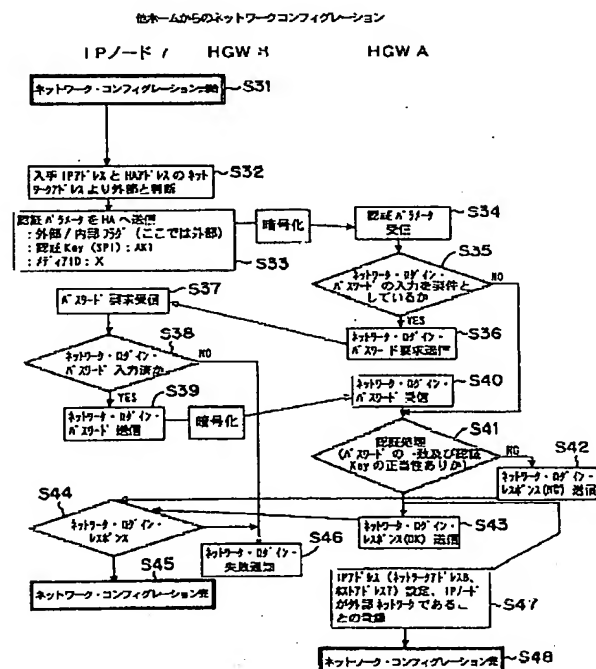 他ホームからのネットワークコンフィグレーション
IPノード 7
HGW B
HGW A
ネットワーク・コンフィグレーション開始
S31
入手IPアドレスとHAアドレスのネッ
トワークアドレスより外部と判断
S32
認証パラメータをHAへ送信
:外部/内部フラグ(ここでは外部)
:認証Key(SPI):AK1
:メディアID:X
S33
暗号化
認証パラメータ
受信
S34
ネットワーク・ログイン・
パスワードの入力を要件と
しているか
S35
NO
YES
ネットワーク・ログイン・
パスワード要求送信
S36
パスワード要求受信
S37
ネットワーク・ログイン・
パスワード入力済か
S38
NO
YES
ネットワーク・ログイン・
パスワード送信
S39
暗号化
ネットワーク・ログイン・
パスワード受信
S40
認証処理
(パスワードの一致及び認証
Keyの正当性ありか)
S41
NG
ネットワーク・ログイン・
レスポンス(NG)送信
S42
ネットワーク・ログイン・
レスポンス(OK)送信
S43
ネットワーク・ログイン・
レスポンス
S44
ネットワーク・コンフィグレーション完
S45
ネットワーク・ログイン・
失敗通知
S46
IPアドレス(ネットワークアドレスB、
ホストアドレス7)設定、IPノード
が外部ネットワークであるこ
との登録
S47
ネットワーク・コンフィグレーション完
S48